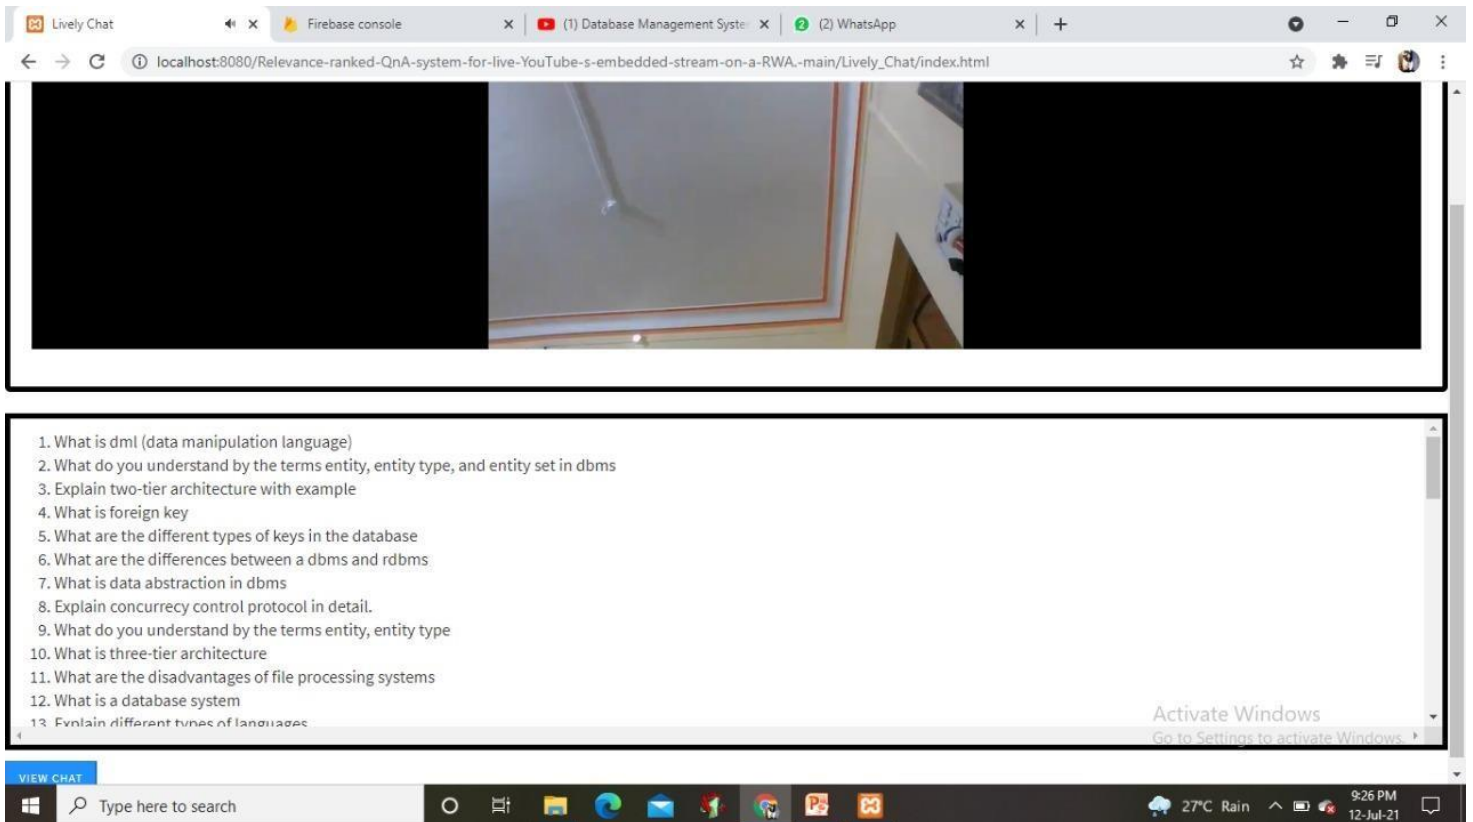 Lively Chat
Firebase console
(1) Database Management Syste
(2) WhatsApp
localhost:8080/Relevance-ranked-QnA-system-for-live-YouTube-s-embedded-stream-on-a-RWA.-main/Lively_Chat/index.html
1. What is dml (data manipulation language)
2. What do you understand by the terms entity, entity type, and entity set in dbms
3. Explain two-tier architecture with example
4. What is foreign key
5. What are the different types of keys in the database
6. What are the differences between a dbms and rdbms
7. What is data abstraction in dbms
8. Explain concurrecy control protocol in detail.
9. What do you understand by the terms entity, entity type
10. What is three-tier architecture
11. What are the disadvantages of file processing systems
12. What is a database system
13. Explain different types of languages
Activate Windows
Go to Settings to activate Windows.
VIEW CHAT
Type here to search
27°C Rain
9:26 PM
12-Jul-21